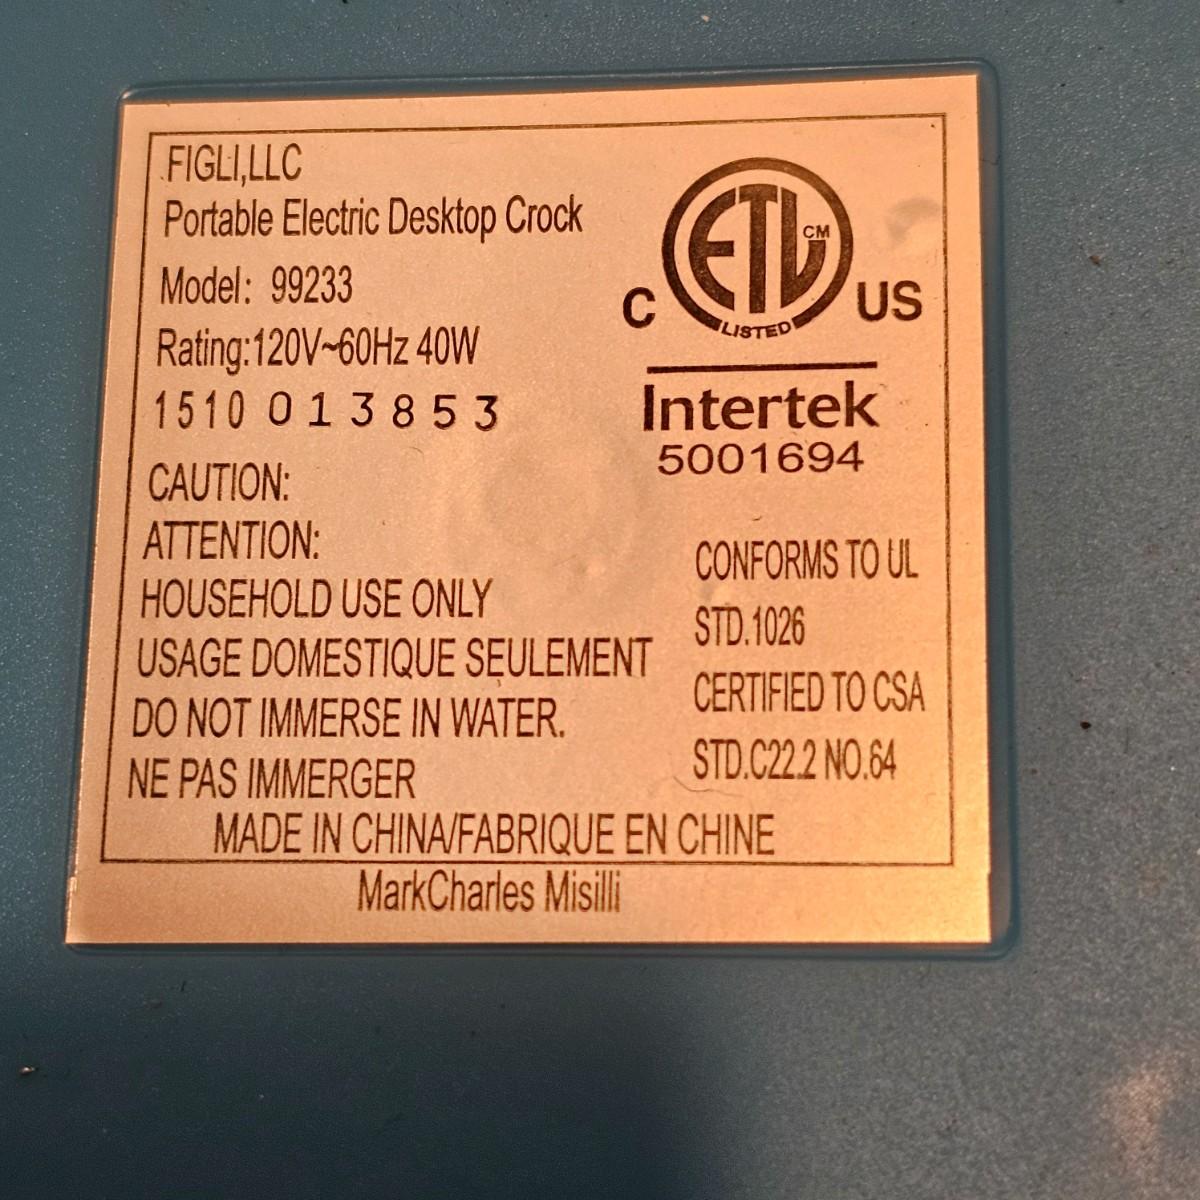 FIGLI,LLC
Portable Electric Desktop Crock
Model: 99233
Rating:120V~60Hz 40W
1510 013853
CAUTION:
ATTENTION:
HOUSEHOLD USE ONLY
USAGE DOMESTIQUE SEULEMENT
DO NOT IMMERSE IN WATER.
NE PAS IMMERGER
ETL CM
LISTED
C US
Intertek
5001694
CONFORMS TO UL
STD.1026
CERTIFIED TO CSA
STD.C22.2 NO.64
MADE IN CHINA/FABRIQUE EN CHINE
MarkCharles Misilli